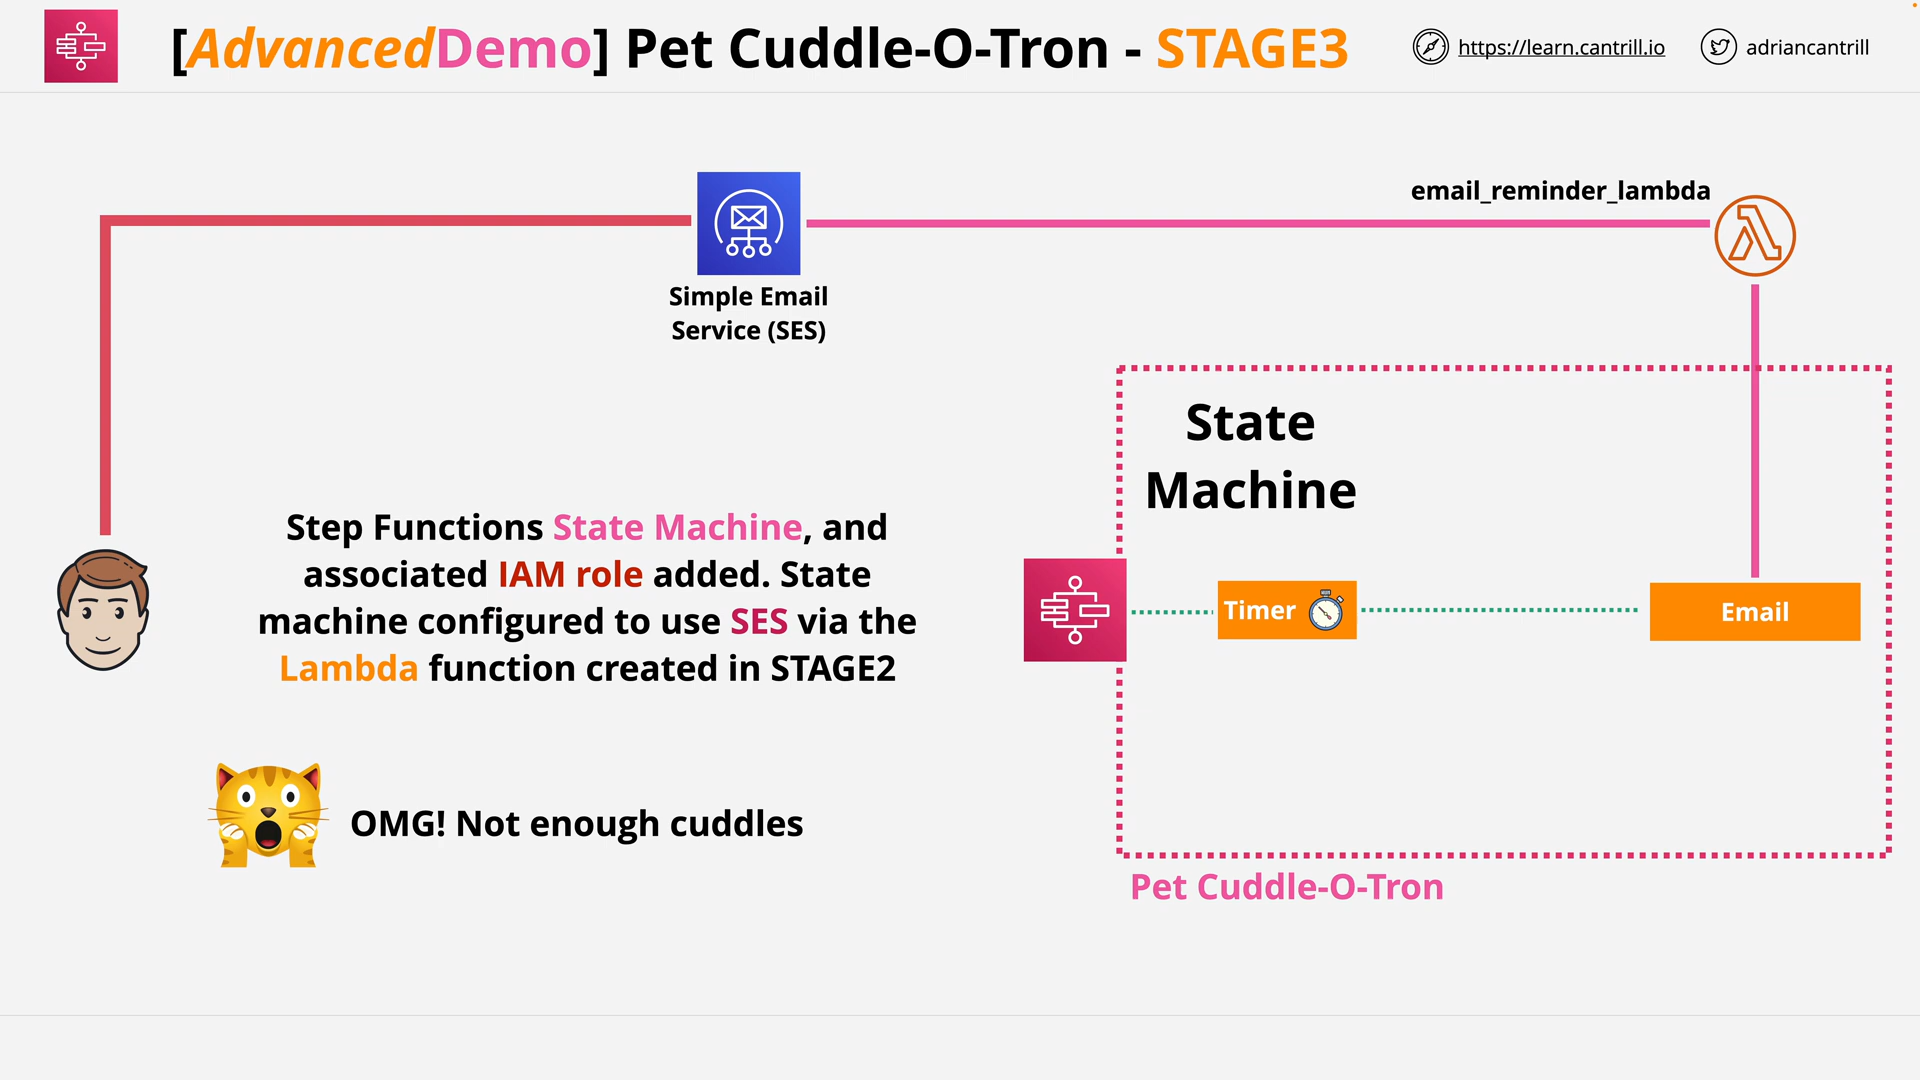 [AdvancedDemo] Pet Cuddle-O-Tron - STAGE3
https://learn.cantrill.io
adriancantrill
email_reminder_lambda
Simple Email
Service (SES)
State
Machine
Step Functions State Machine, and
associated IAM role added. State
machine configured to use SES via the
Lambda function created in STAGE2
Timer
Email
OMG! Not enough cuddles
Pet Cuddle-O-Tron